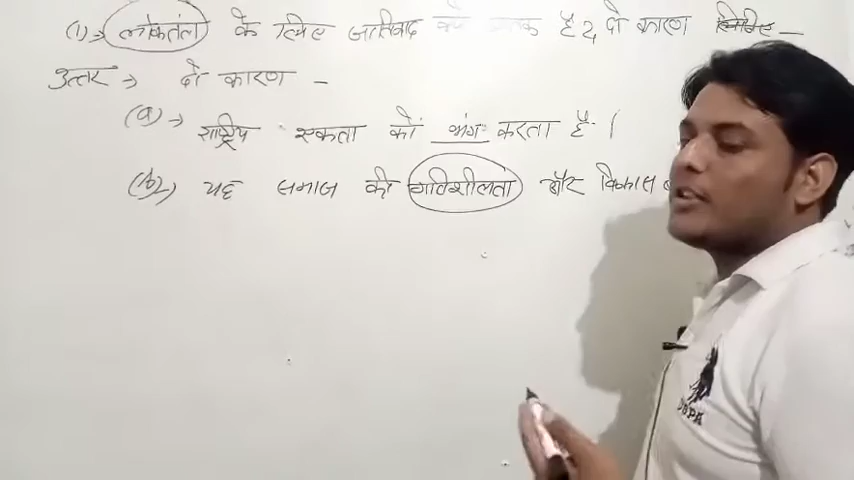 (1)→ लोकतंत्र के लिए जातिवाद क्यों घातक है, दो कारण लिखिए—
उत्तर → दो कारण —
(a) → राष्ट्रीय एकता को भंग करता है।
(b) → यह समाज की गतिशीलता और विकास